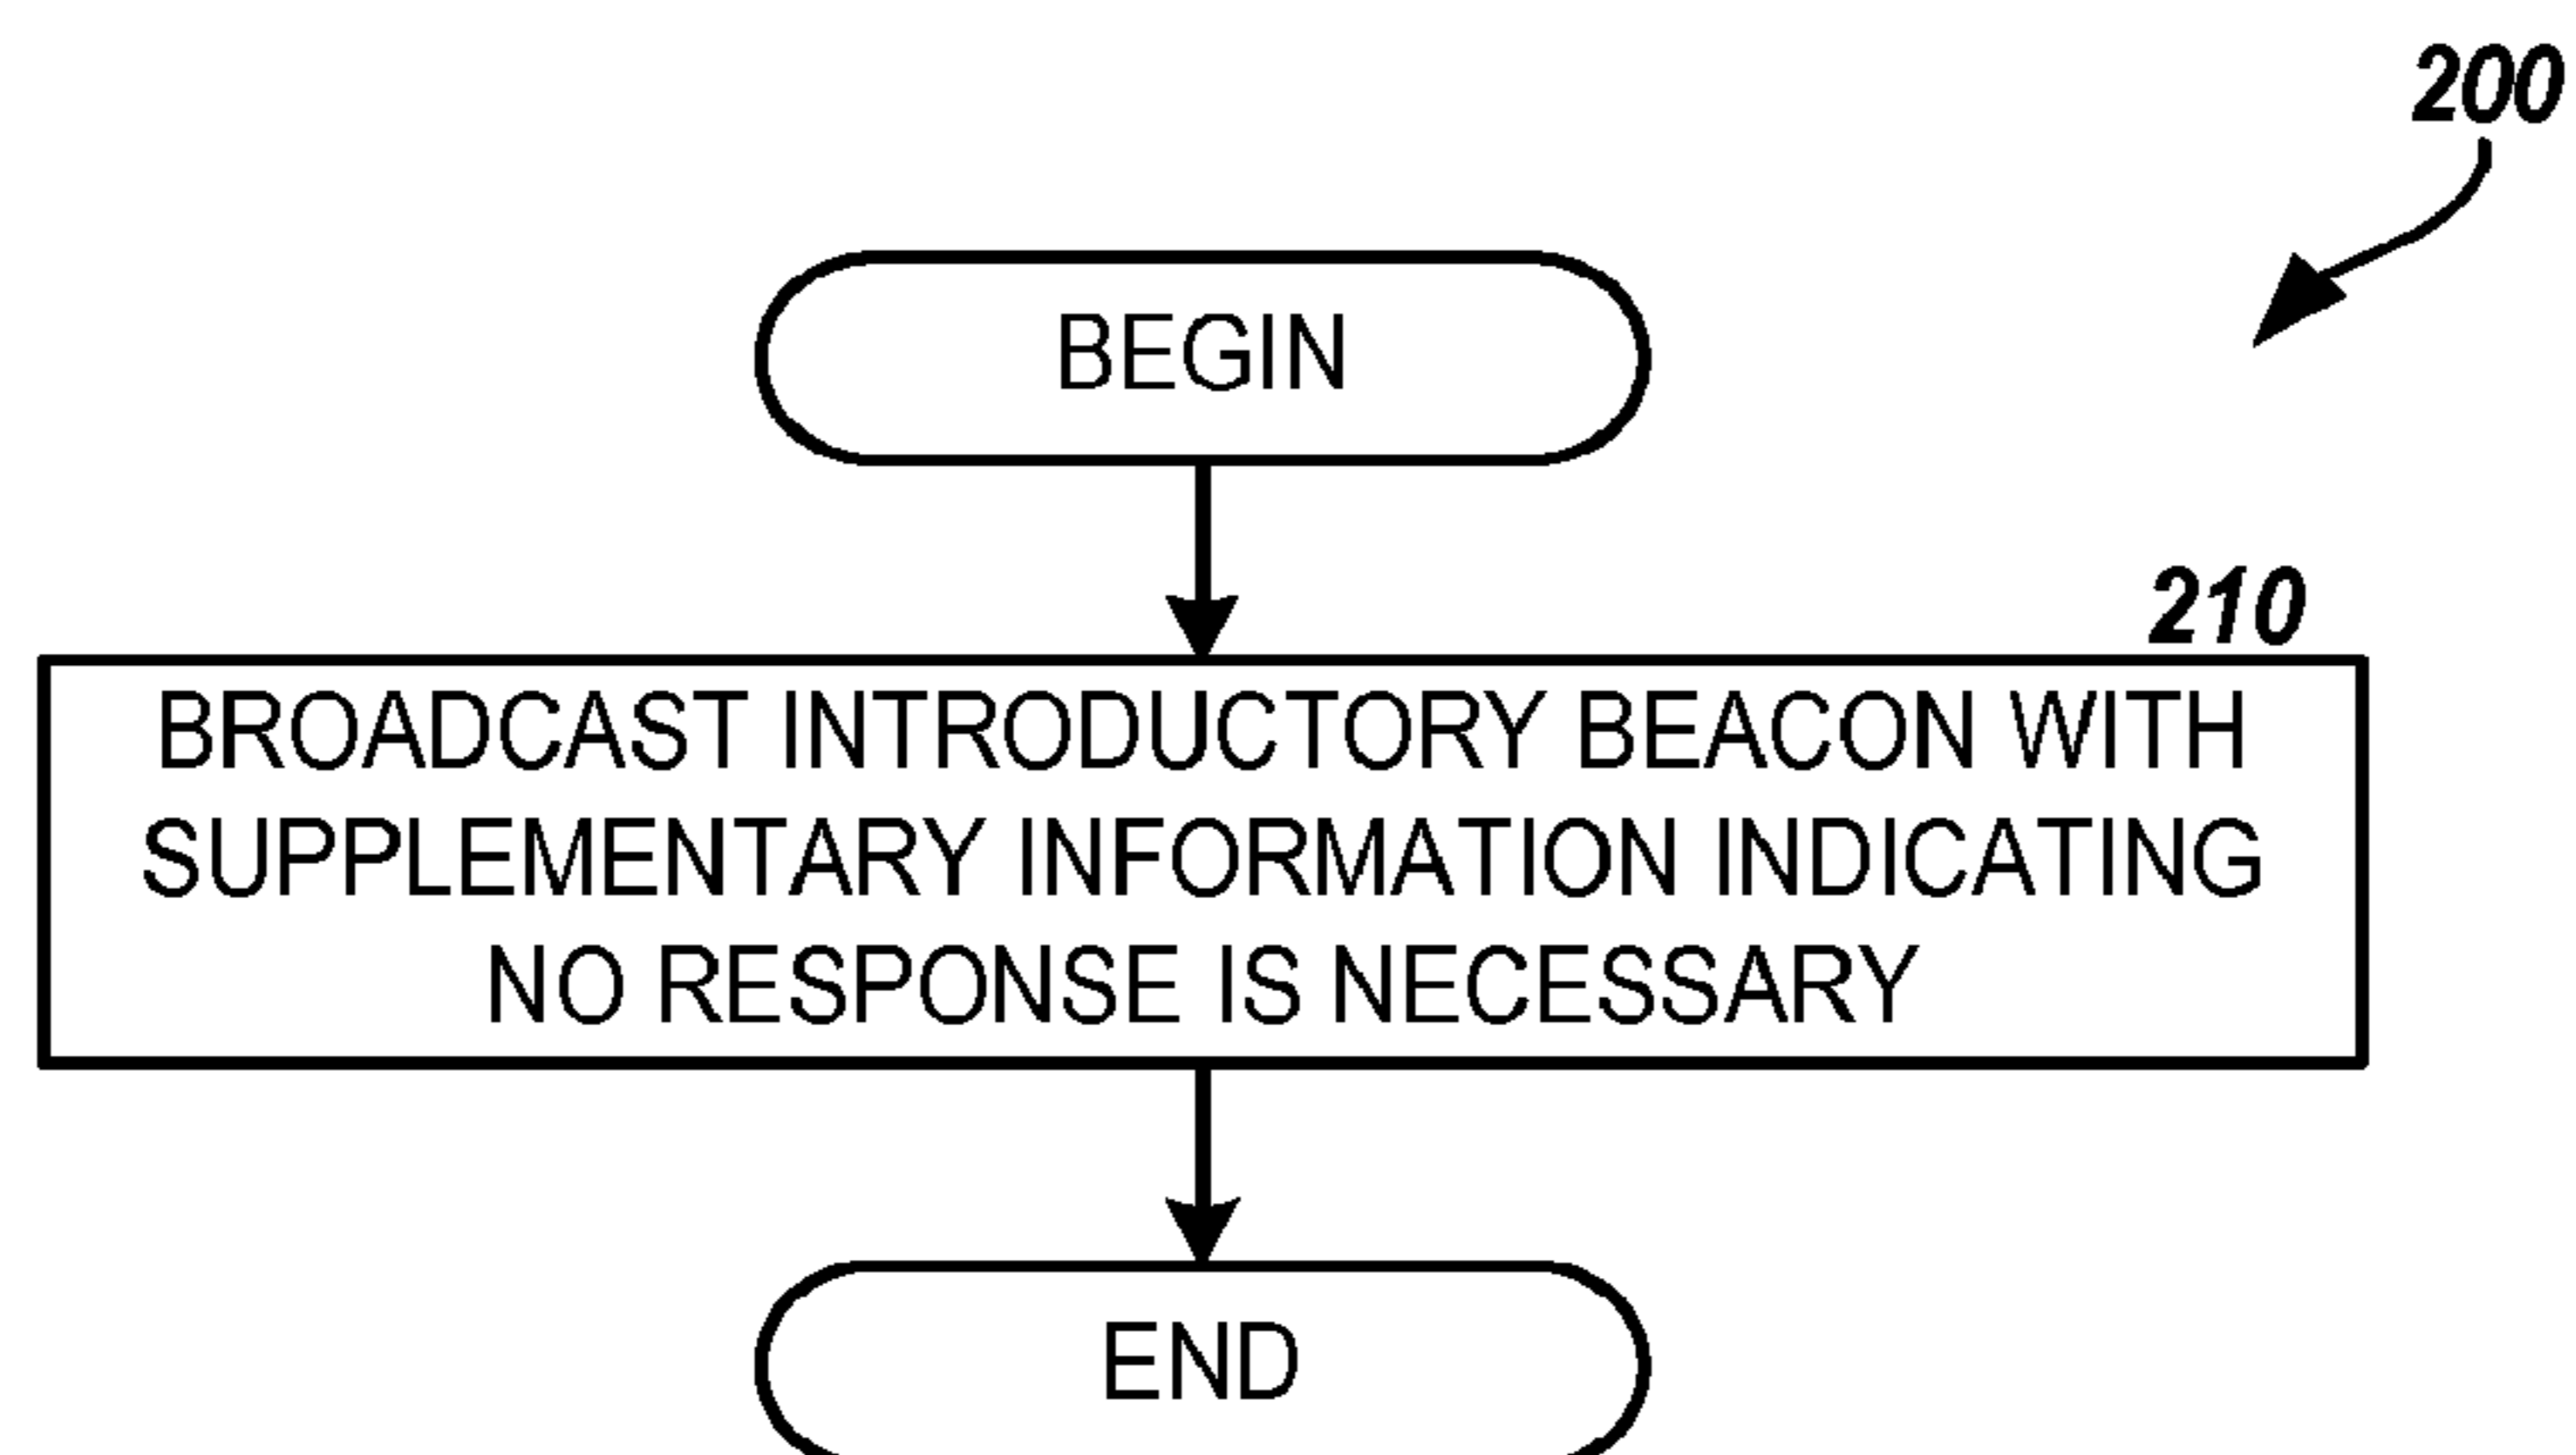 200
BEGIN
210
BROADCAST INTRODUCTORY BEACON WITH
SUPPLEMENTARY INFORMATION INDICATING
NO RESPONSE IS NECESSARY
END